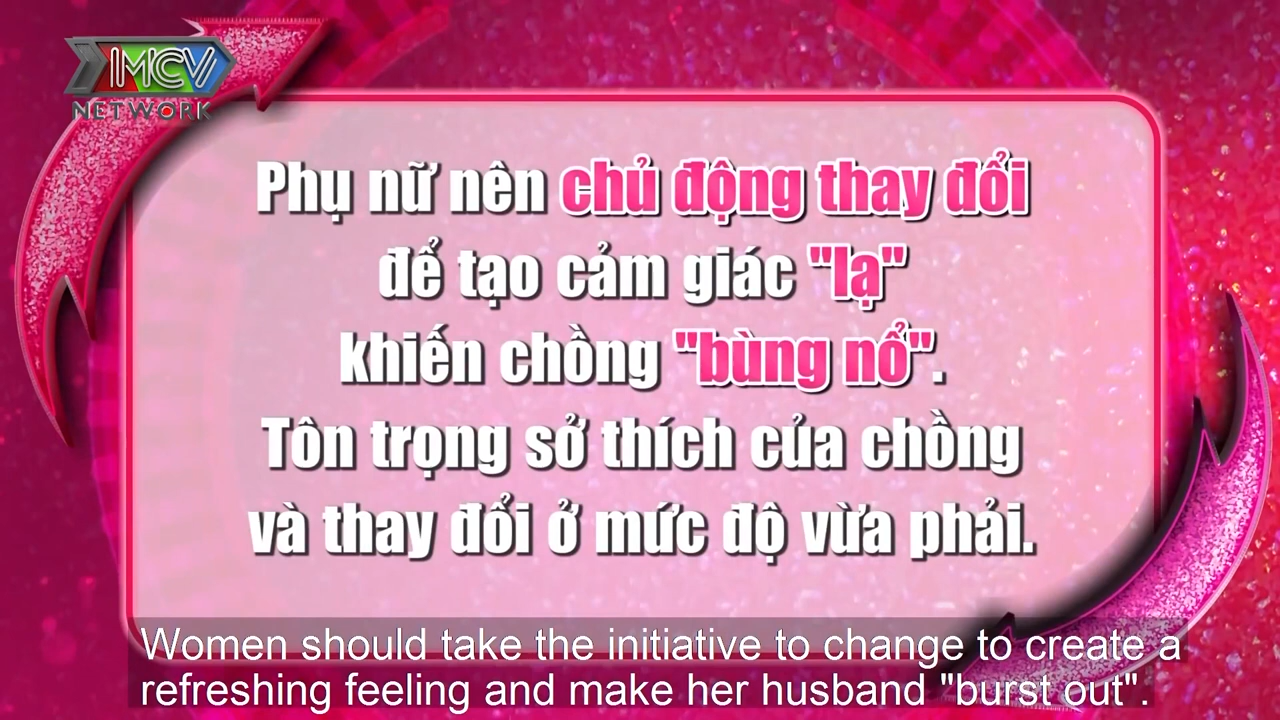 MCV
NETWORK
Phụ nữ nên chủ động thay đổi
để tạo cảm giác "lạ"
khiến chồng "bùng nổ".
Tôn trọng sở thích của chồng
và thay đổi ở mức độ vừa phải.
Women should take the initiative to change to create a
refreshing feeling and make her husband "burst out".